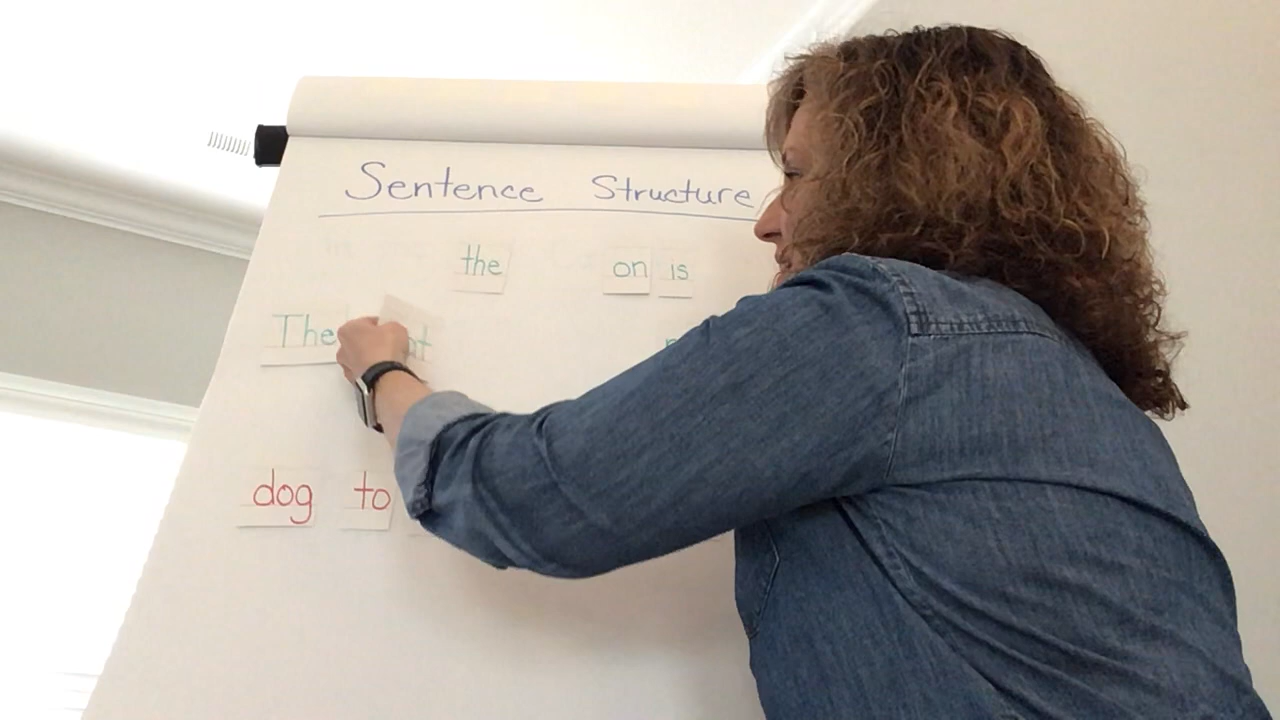 Sentence Structure
the on is
The
dog to